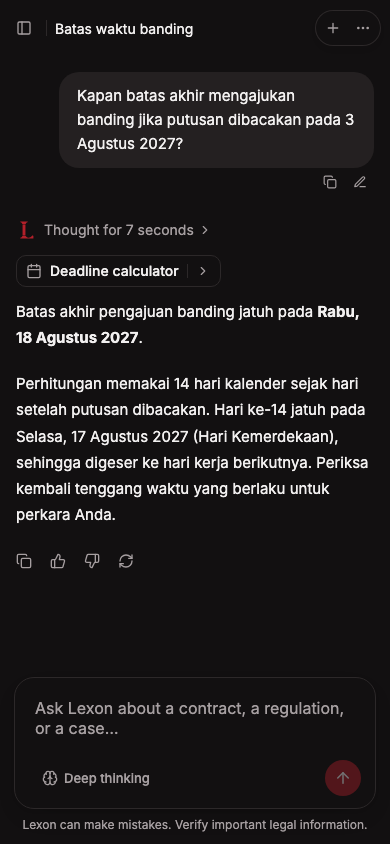 Batas waktu banding
Kapan batas akhir mengajukan
banding jika putusan dibacakan pada 3
Agustus 2027?
L Thought for 7 seconds
Deadline calculator
Batas akhir pengajuan banding jatuh pada Rabu,
18 Agustus 2027.
Perhitungan memakai 14 hari kalender sejak hari
setelah putusan dibacakan. Hari ke-14 jatuh pada
Selasa, 17 Agustus 2027 (Hari Kemerdekaan),
sehingga digeser ke hari kerja berikutnya. Periksa
kembali tenggang waktu yang berlaku untuk
perkara Anda.
Ask Lexon about a contract, a regulation,
or a case...
Deep thinking
Lexon can make mistakes. Verify important legal information.